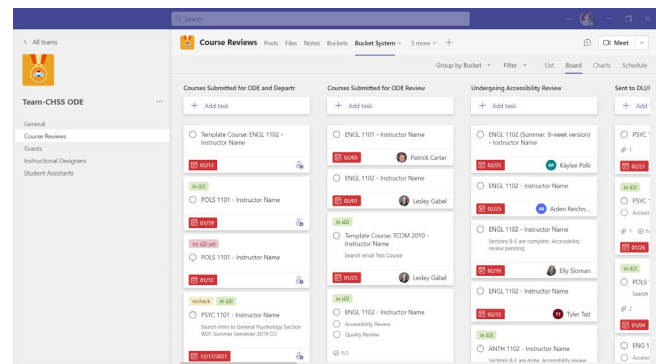 Search
All teams
Team-CHSS ODE
General
Course Reviews
Grants
Instructional Designers
Student Assistants
Course Reviews Posts Files Notes Buckets Bucket System 5 more +
Meet
Group by Bucket Filter List Board Charts Schedule
Courses Submitted for ODE and Departr
+ Add task
Template Course: ENGL 1102 -
Instructor Name
02/13
in d2l
POLS 1101 - Instructor Name
01/19
no d2l yet
POLS 1101 - Instructor Name
01/12
recheck in d2l
PSYC 1101 - Instructor Name
Search Intro to General Psychology Section
W01 Summer Semester 2019 CO
12/17/2021
Courses Submitted for ODE Review
+ Add task
ENGL 1101 - Instructor Name
02/03 Patrick Carter
ENGL 1102 - Instructor Name
02/01 Lesley Gabel
in d2l
Template Course: TCOM 2010 -
Instructor Name
Search email Test Course
01/25 Lesley Gabel
in d2l
ENGL 1102 - Instructor Name
Accessibility Review
Quality Review
Undergoing Accessibility Review
+ Add task
ENGL 1102 (Summer, 8-week version)
- Instructor Name
02/25 KP Kaylee Polk
ENGL 1102 - Instructor Name
02/25 AR Aiden Reichn...
ENGL 1102 - Instructor Name
Sections B-E are complete. Accessibility
review pending.
02/16 Elly Sloman
ENGL 1102 - Instructor Name
02/13 TT Tyler Tait
in d2l
ANTH 1102 - Instructor Name
Sections B-E are done. Accessibility review
Sent to DLI/I
+ Add
PSYC
1
02/21
in d2l
PSYC
Access
1
01/26
in d2l
POLS
Search
2
01/04
ENG 1
Access